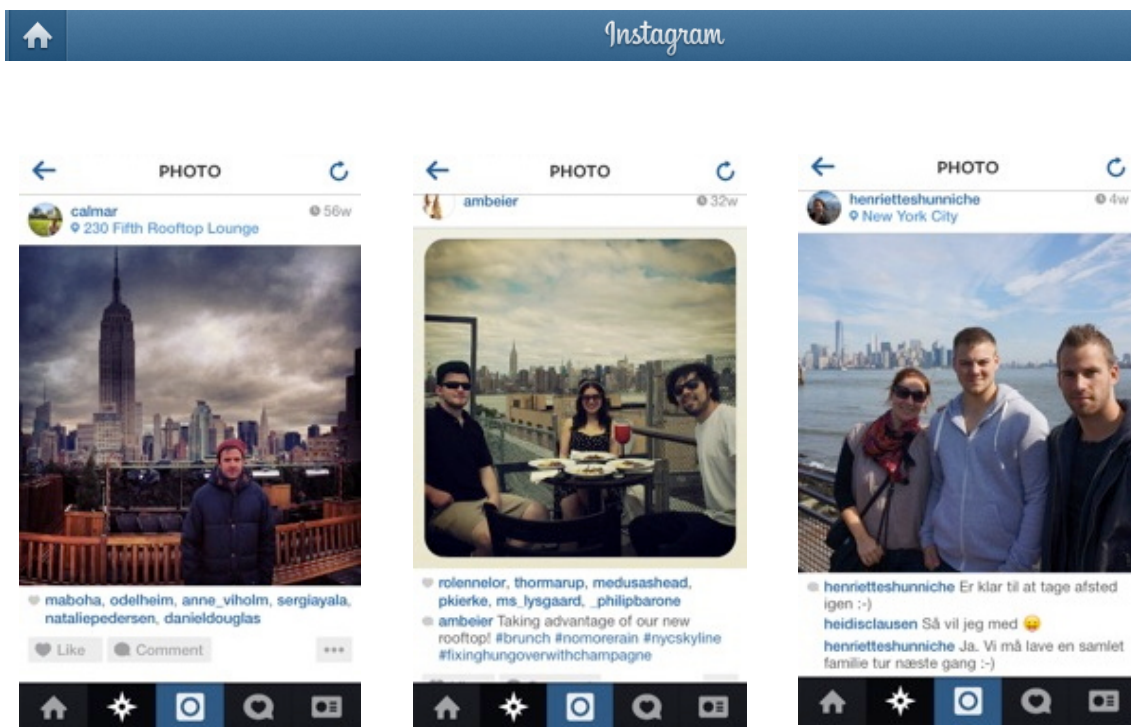 Instagram
PHOTO
calmar
56w
230 Fifth Rooftop Lounge
maboha, odelheim, anne_viholm, sergiayala,
nataliepedersen, danieldouglas
Like
Comment
PHOTO
ambeier
32w
rolennelor, thormarup, medusashead,
pkierke, ms_lysgaard, _philipbarone
ambeier Taking advantage of our new
rooftop! #brunch #nomorerain #nycskyline
#fixinghungoverwithchampagne
PHOTO
henrietteshunniche
4w
New York City
henrietteshunniche Er klar til at tage afsted
igen :-)
heidisclausen Så vil jeg med 😛
henrietteshunniche Ja. Vi må lave en samlet
familie tur næste gang :-)